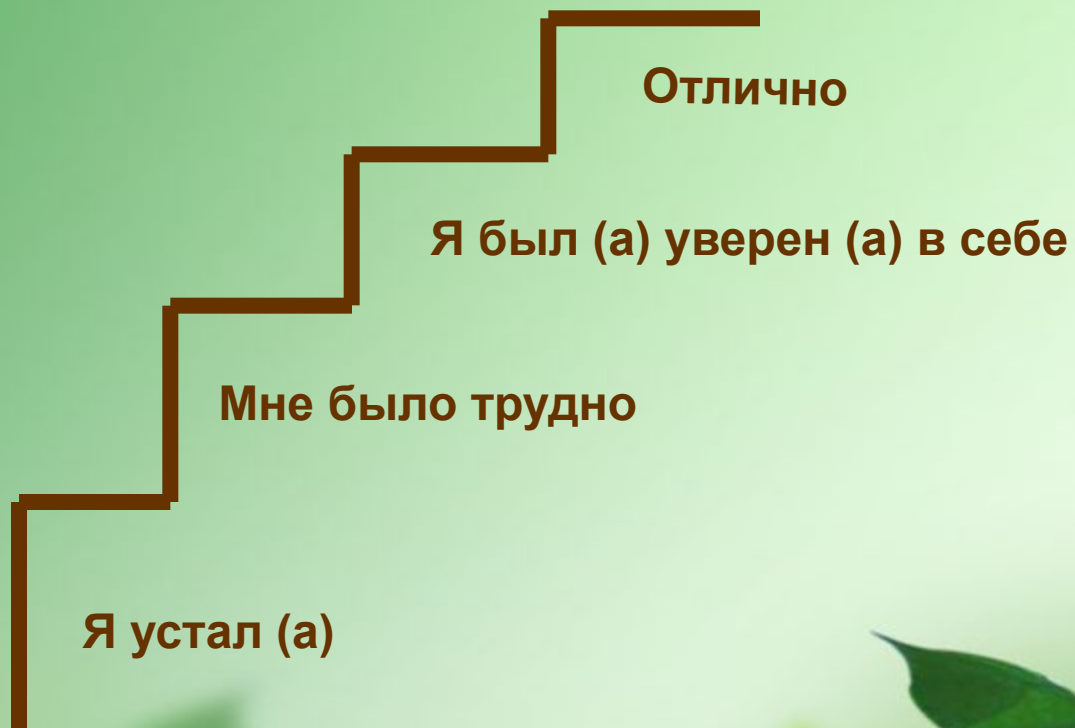 Отлично
Я был (а) уверен (а) в себе
Мне было трудно
Я устал (а)